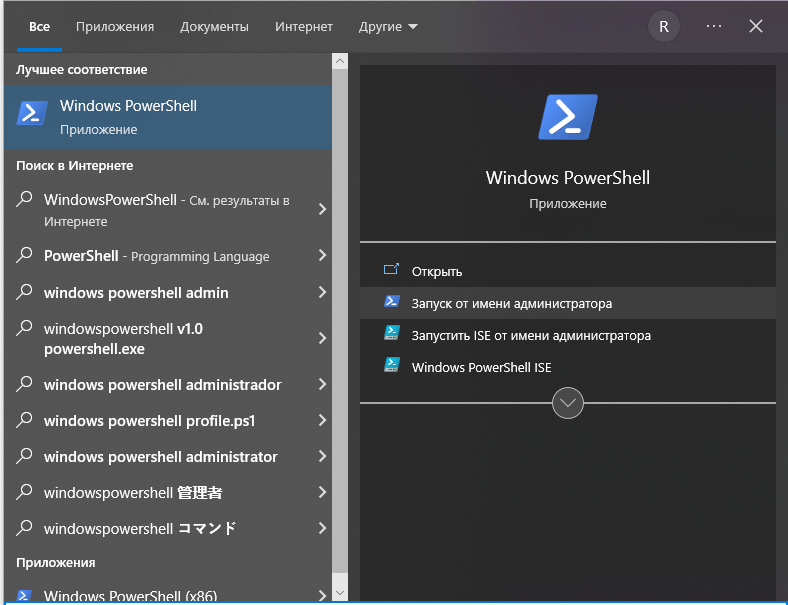 Все Приложения Документы Интернет Другие R
Лучшее соответствие
Windows PowerShell
Приложение
Поиск в Интернете
WindowsPowerShell - См. результаты в
Интернете
PowerShell - Programming Language
windows powershell admin
windowspowershell v1.0
powershell.exe
windows powershell administrador
windows powershell profile.ps1
windows powershell administrator
windowspowershell 管理者
windowspowershell コマンド
Приложения
Windows PowerShell (x86)
Windows PowerShell
Приложение
Открыть
Запуск от имени администратора
Запустить ISE от имени администратора
Windows PowerShell ISE